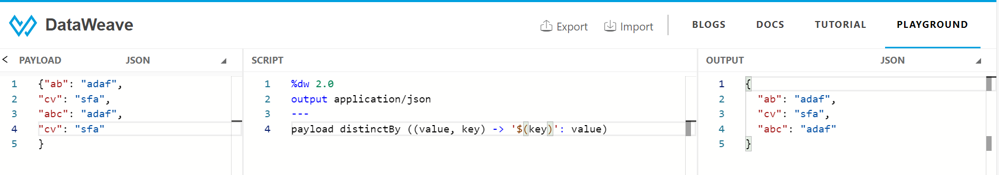 DataWeave
Export Import BLOGS DOCS TUTORIAL PLAYGROUND
< PAYLOAD JSON
1 {"ab": "adaf",
2 "cv": "sfa",
3 "abc": "adaf",
4 "cv": "sfa"
5 }
SCRIPT
1 %dw 2.0
2 output application/json
3 ---
4 payload distinctBy ((value, key) -> '$(key)': value)
OUTPUT JSON
1 {
2 "ab": "adaf",
3 "cv": "sfa",
4 "abc": "adaf"
5 }